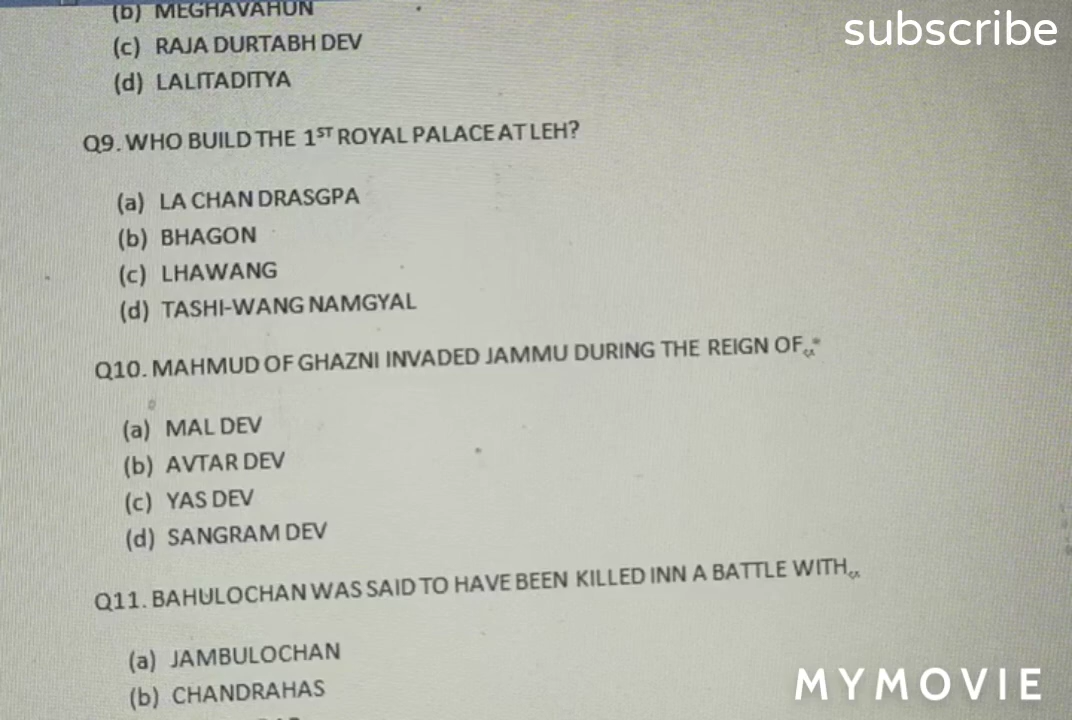 (b) MEGHAVAHUN
(c) RAJA DURTABH DEV
(d) LALITADITYA
subscribe
Q9. WHO BUILD THE 1ST ROYAL PALACE AT LEH?
(a) LA CHAN DRASGPA
(b) BHAGON
(c) LHAWANG
(d) TASHI-WANG NAMGYAL
Q10. MAHMUD OF GHAZNI INVADED JAMMU DURING THE REIGN OF
(a) MAL DEV
(b) AVTAR DEV
(c) YAS DEV
(d) SANGRAM DEV
Q11. BAHULOCHAN WAS SAID TO HAVE BEEN KILLED INN A BATTLE WITH
(a) JAMBULOCHAN
(b) CHANDRAHAS
MYMOVIE